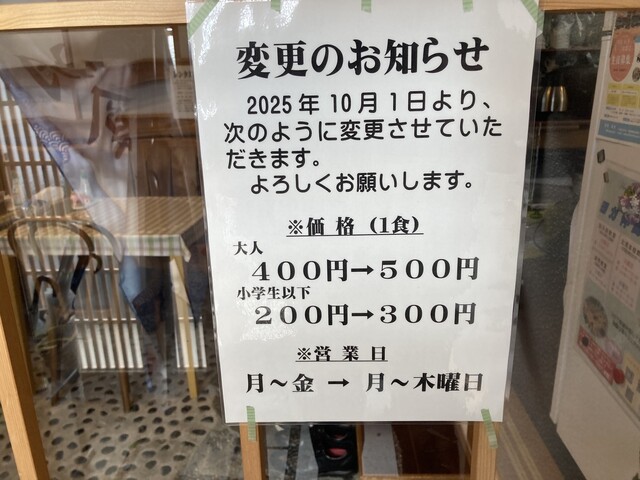 変更のお知らせ
2025年10月1日より、
次のように変更させていた
だきます。
よろしくお願いします。
※価格(1食)
大人
400円→500円
小学生以下
200円→300円
※営業日
月~金 → 月~木曜日